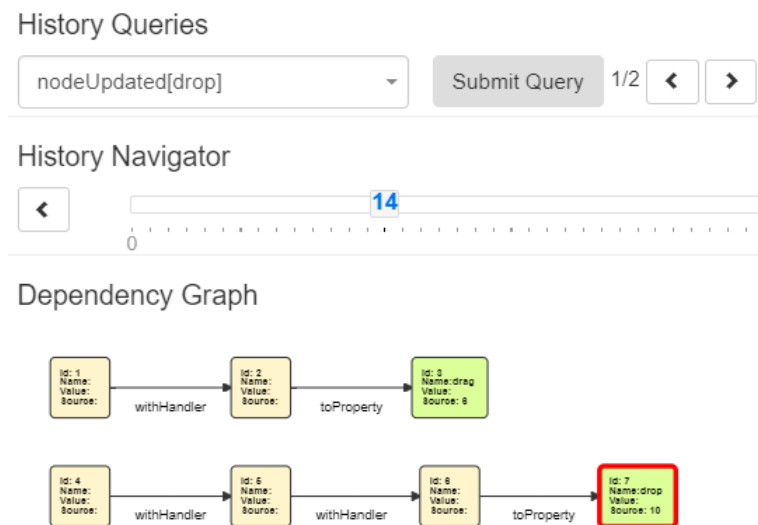 History Queries
nodeUpdated[drop]
Submit Query
1/2
History Navigator
14
0
Dependency Graph
Id: 1
Name:
Value:
Source:
withHandler
Id: 2
Name:
Value:
Source:
toProperty
Id: 3
Name:drag
Value:
Source: 6
Id: 4
Name:
Value:
Source:
withHandler
Id: 5
Name:
Value:
Source:
withHandler
Id: 6
Name:
Value:
Source:
toProperty
Id: 7
Name:drop
Value:
Source: 10